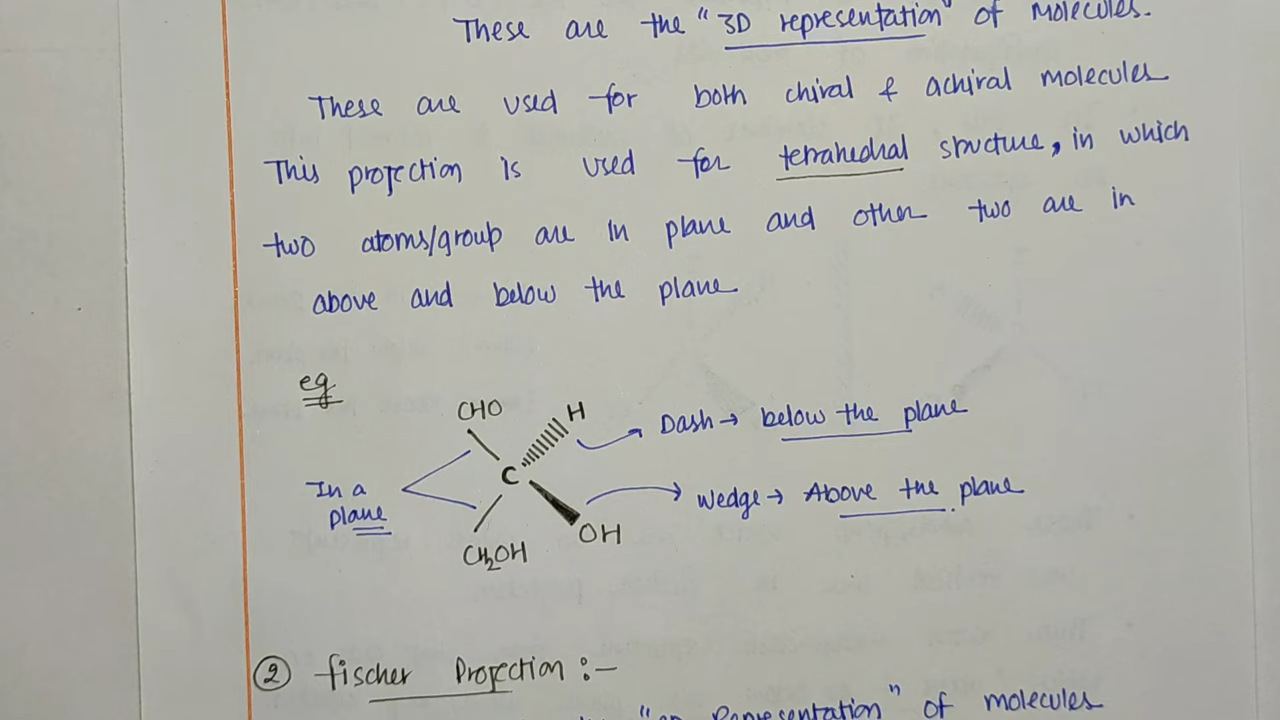 These are the "3D representation" of molecules.
These are used for both chiral & achiral molecules
This projection is used for tetrahedral structure, in which
two atoms/group are in plane and other two are in
above and below the plane
eg
CHO
H
Dash → below the plane
C
In a
plane
Wedge → Above the plane.
OH
CH₂OH
② fischer Projection :-
Representation" of molecules